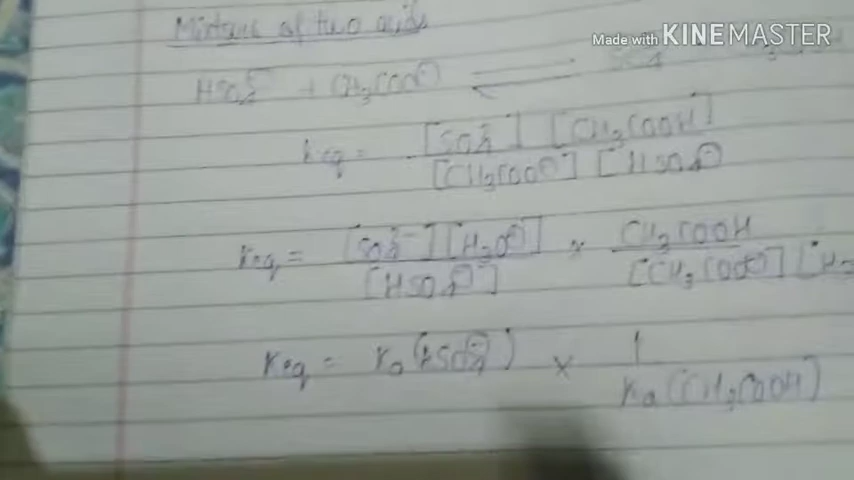 Made with KINEMASTER
Mixture of two acids
HSO₄⊖ + CH₃COO⊖ ⇌
Keq = [SO₄²⁻] [CH₃COOH] / [CH₃COO⊖] [HSO₄⊖]
Keq = [SO₄²⁻][H₃O⊕] / [HSO₄⊖] × CH₃COOH / [CH₃COO⊖] [H₃
Keq = Ka(HSO₄⊖) × 1 / Ka(CH₃COOH)